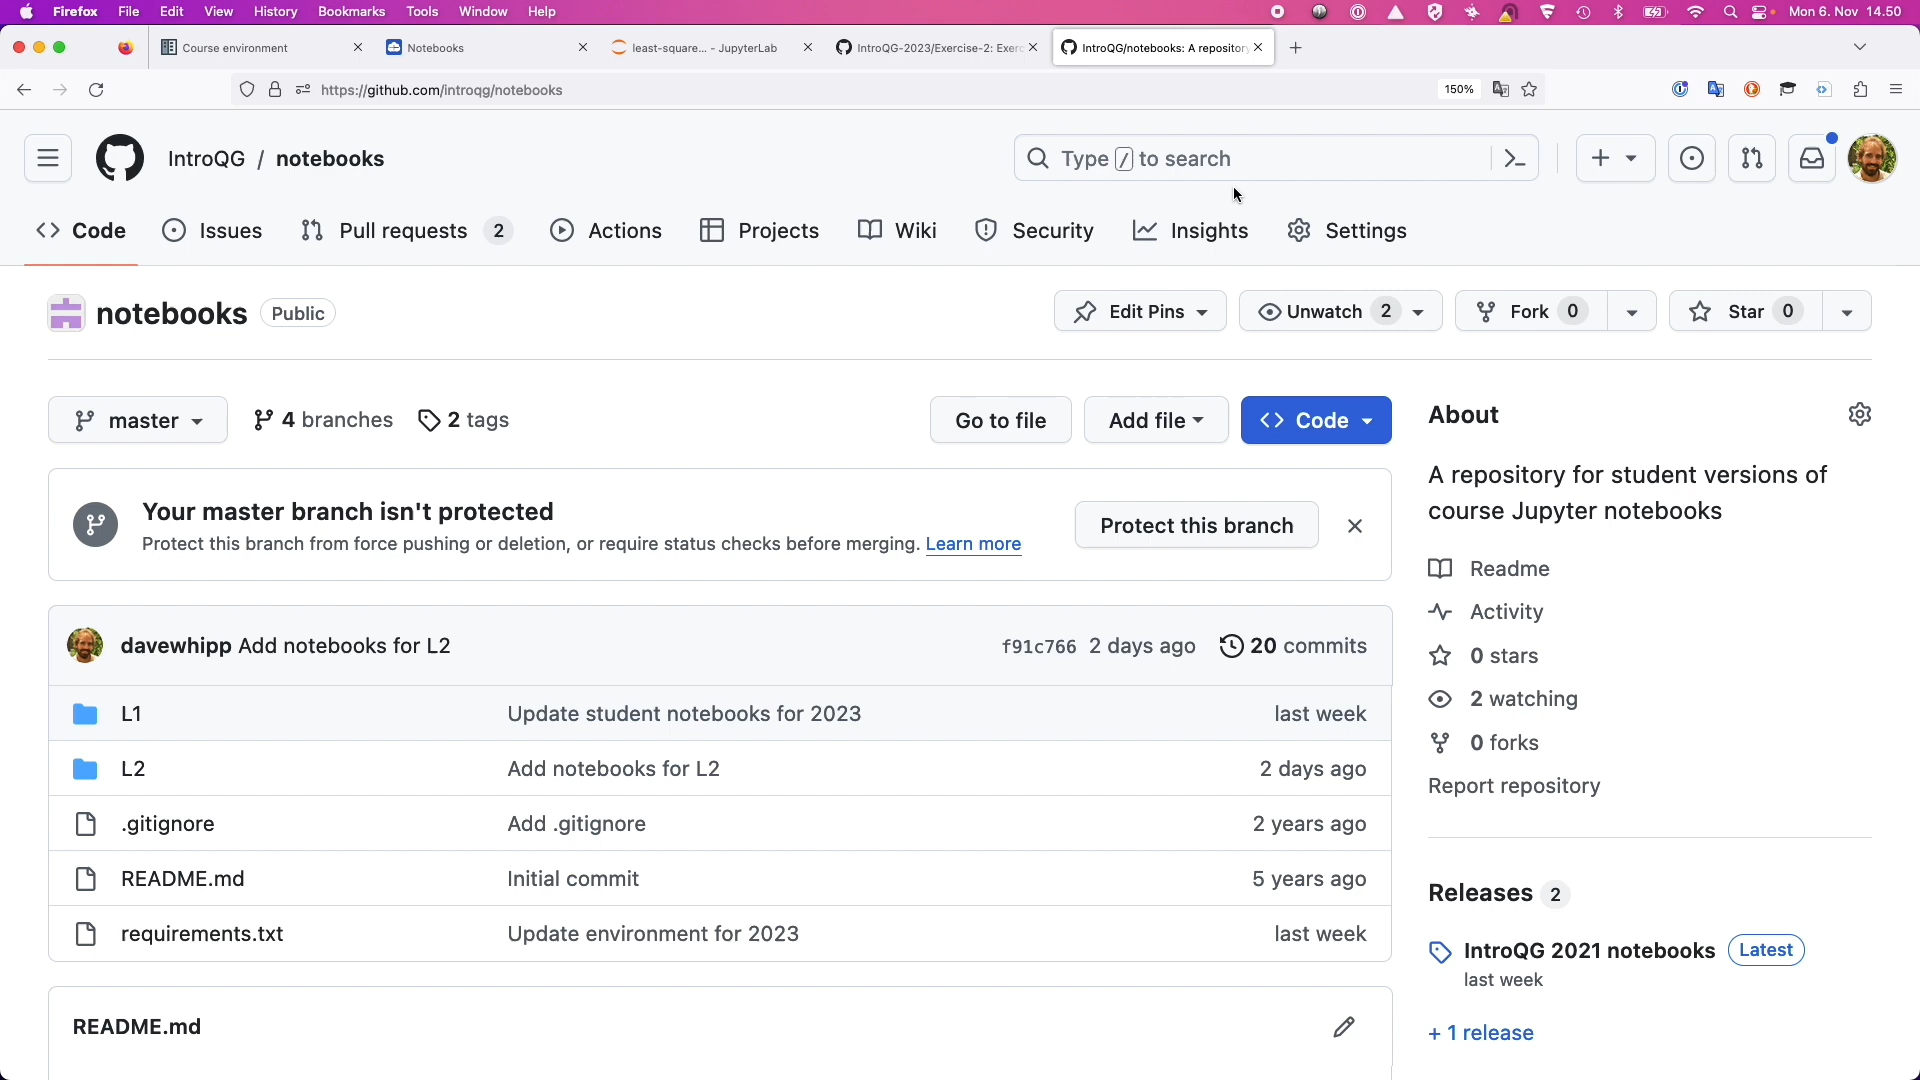 Firefox File Edit View History Bookmarks Tools Window Help Mon 6. Nov 14.50
Course environment Notebooks least-square... - JupyterLab IntroQG-2023/Exercise-2: Exerc IntroQG/notebooks: A repository
https://github.com/introqg/notebooks 150%
IntroQG / notebooks Type / to search
Code Issues Pull requests 2 Actions Projects Wiki Security Insights Settings
notebooks Public Edit Pins Unwatch 2 Fork 0 Star 0
master 4 branches 2 tags Go to file Add file Code
About
A repository for student versions of
course Jupyter notebooks
Your master branch isn't protected
Protect this branch from force pushing or deletion, or require status checks before merging. Learn more
Protect this branch
Readme
Activity
0 stars
2 watching
0 forks
Report repository
davewhipp Add notebooks for L2 f91c766 2 days ago 20 commits
L1 Update student notebooks for 2023 last week
L2 Add notebooks for L2 2 days ago
.gitignore Add .gitignore 2 years ago
README.md Initial commit 5 years ago
requirements.txt Update environment for 2023 last week
Releases 2
IntroQG 2021 notebooks Latest
last week
+ 1 release
README.md